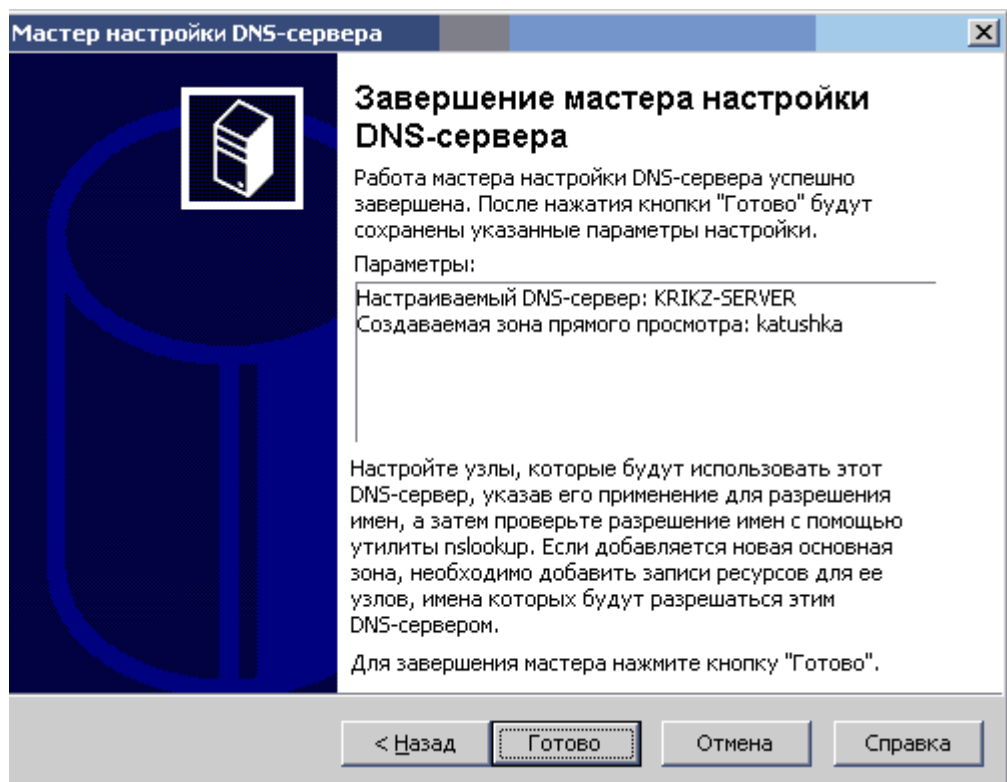 Мастер настройки DNS-сервера
Завершение мастера настройки
DNS-сервера
Работа мастера настройки DNS-сервера успешно
завершена. После нажатия кнопки "Готово" будут
сохранены указанные параметры настройки.
Параметры:
Настраиваемый DNS-сервер: KRIKZ-SERVER
Создаваемая зона прямого просмотра: katushka
Настройте узлы, которые будут использовать этот
DNS-сервер, указав его применение для разрешения
имен, а затем проверьте разрешение имен с помощью
утилиты nslookup. Если добавляется новая основная
зона, необходимо добавить записи ресурсов для ее
узлов, имена которых будут разрешаться этим
DNS-сервером.
Для завершения мастера нажмите кнопку "Готово".
< Назад Готово Отмена Справка